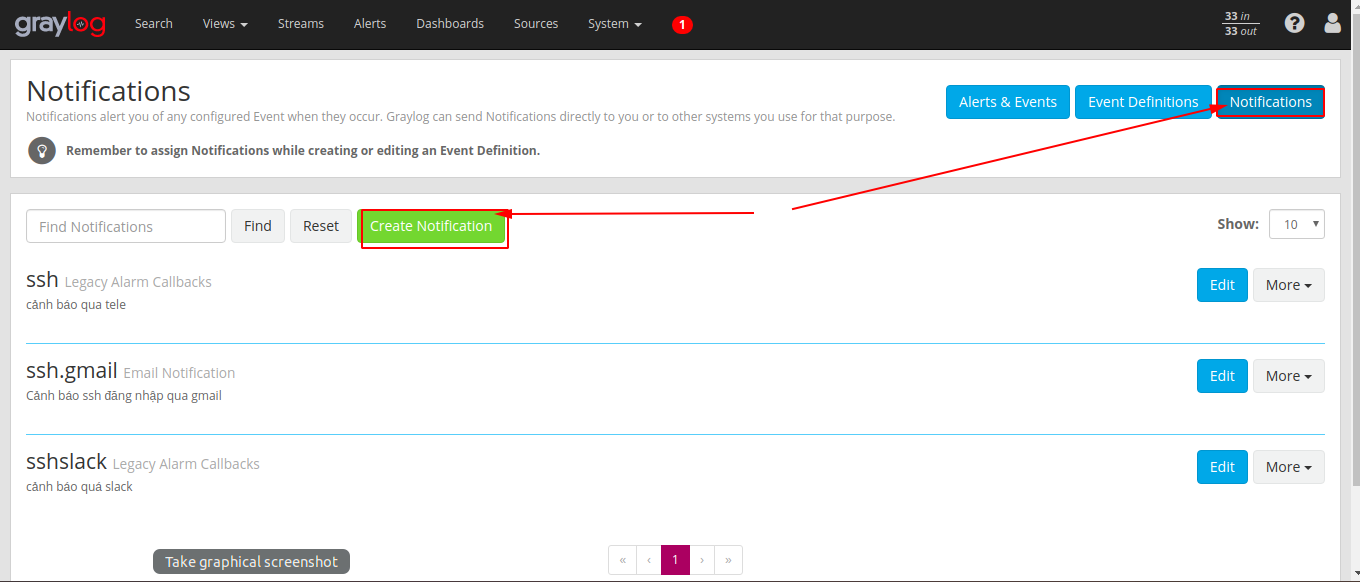 graylog Search Views Streams Alerts Dashboards Sources System 1 33 in
33 out
Notifications
Alerts & Events Event Definitions Notifications
Notifications alert you of any configured Event when they occur. Graylog can send Notifications directly to you or to other systems you use for that purpose.
Remember to assign Notifications while creating or editing an Event Definition.
Find Notifications Find Reset Create Notification Show: 10
ssh Legacy Alarm Callbacks Edit More
cảnh báo qua tele
ssh.gmail Email Notification Edit More
Cảnh báo ssh đăng nhập qua gmail
sshslack Legacy Alarm Callbacks Edit More
cảnh báo quá slack
« ‹ 1 › »
Take graphical screenshot